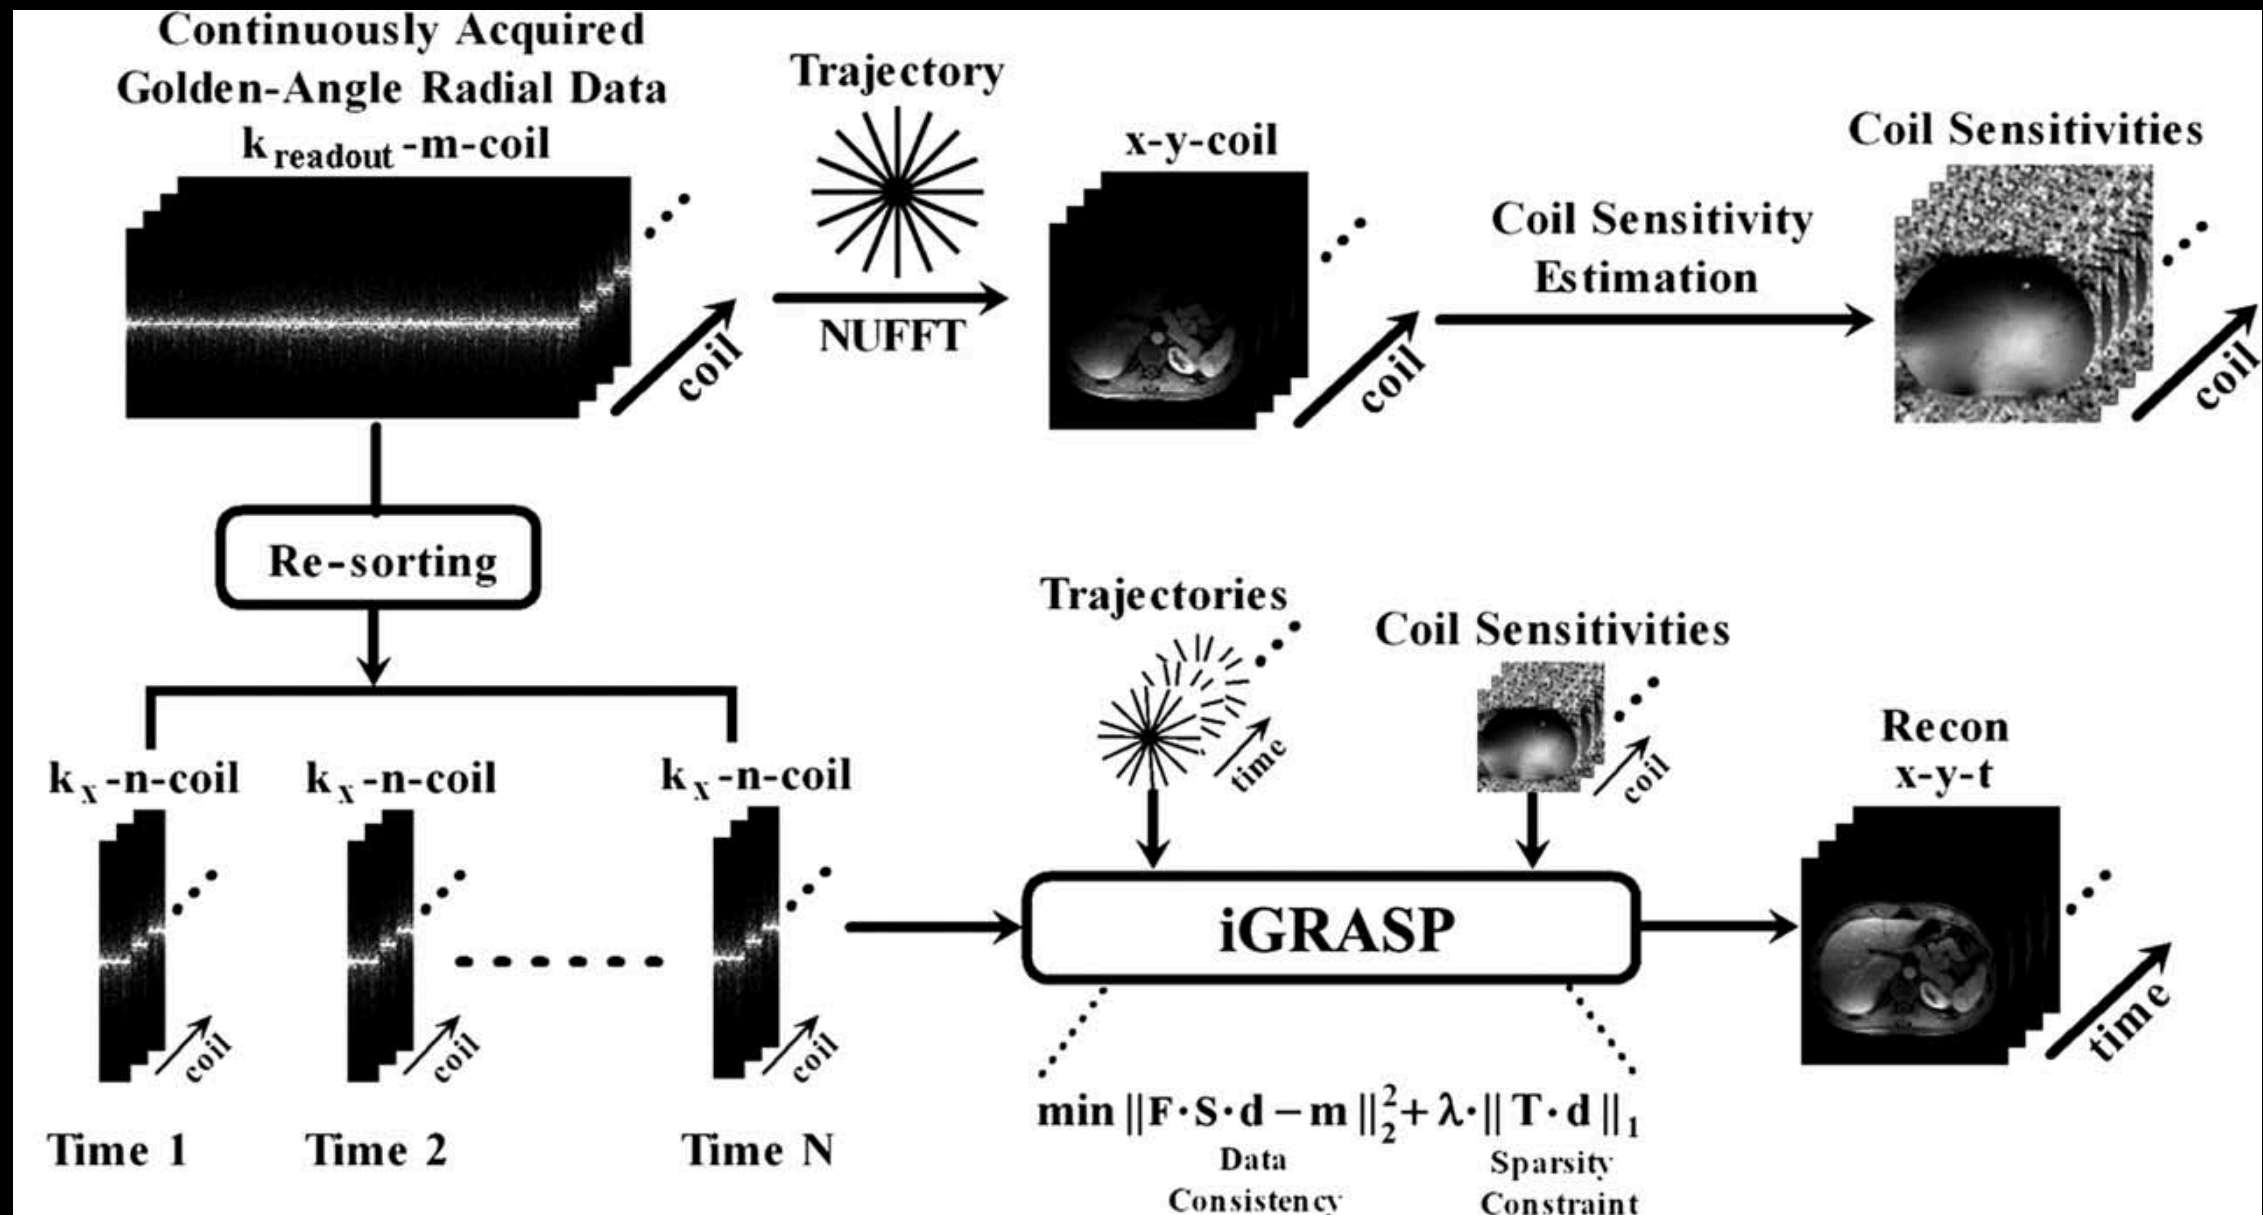 Continuously Acquired
Golden-Angle Radial Data
k readout -m-coil
coil
Trajectory
NUFFT
x-y-coil
coil
Coil Sensitivity
Estimation
Coil Sensitivities
coil
Re-sorting
k x -n-coil
coil
Time 1
k x -n-coil
coil
Time 2
k x -n-coil
coil
Time N
Trajectories
time
Coil Sensitivities
coil
iGRASP
min ||F·S·d − m ||₂² + λ·|| T·d ||₁
Data
Consistency
Sparsity
Constraint
Recon
x-y-t
time